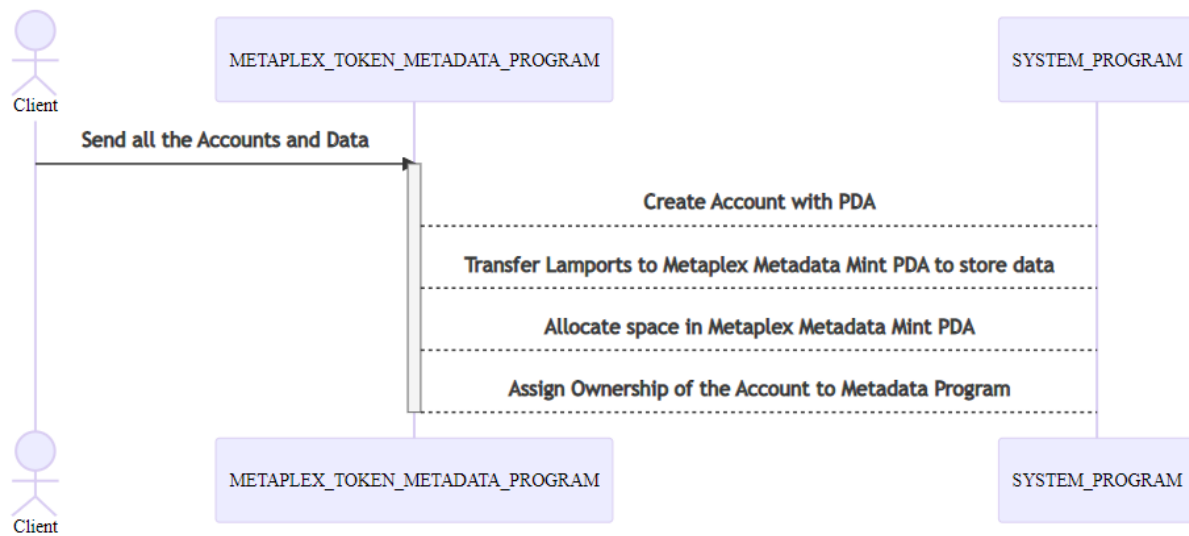 METAPLEX_TOKEN_METADATA_PROGRAM
SYSTEM_PROGRAM
Client
Send all the Accounts and Data
Create Account with PDA
Transfer Lamports to Metaplex Metadata Mint PDA to store data
Allocate space in Metaplex Metadata Mint PDA
Assign Ownership of the Account to Metadata Program
METAPLEX_TOKEN_METADATA_PROGRAM
SYSTEM_PROGRAM
Client